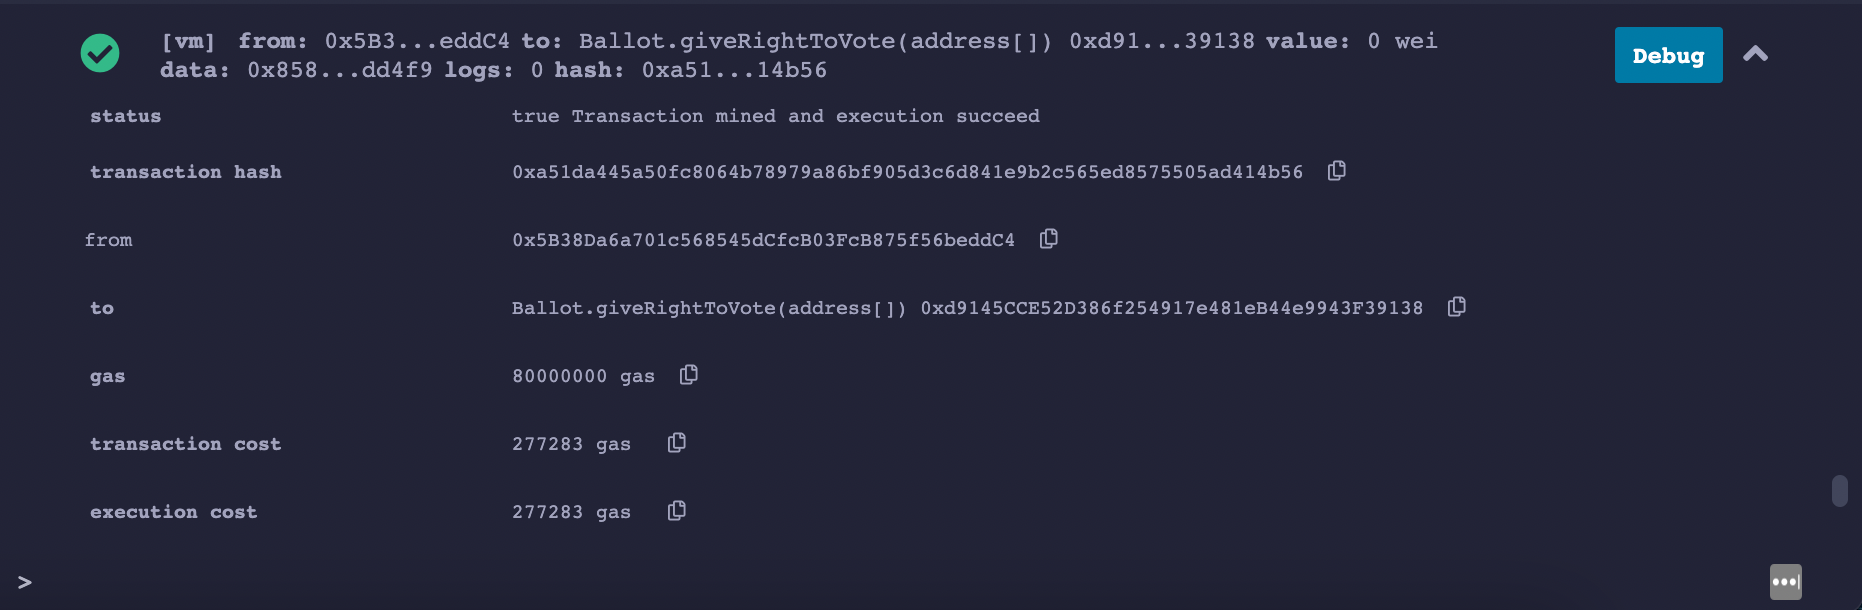 [vm] from: 0x5B3...eddC4 to: Ballot.giveRightToVote(address[]) 0xd91...39138 value: 0 wei
data: 0x858...dd4f9 logs: 0 hash: 0xa51...14b56
Debug
status true Transaction mined and execution succeed
transaction hash 0xa51da445a50fc8064b78979a86bf905d3c6d841e9b2c565ed8575505ad414b56
from 0x5B38Da6a701c568545dCfcB03FcB875f56beddC4
to Ballot.giveRightToVote(address[]) 0xd9145CCE52D386f254917e481eB44e9943F39138
gas 80000000 gas
transaction cost 277283 gas
execution cost 277283 gas
>